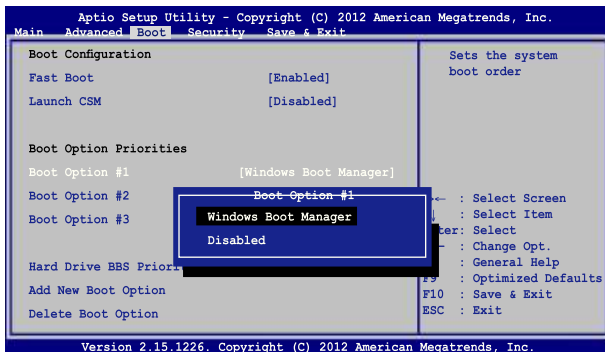 Aptio Setup Utility - Copyright (C) 2012 American Megatrends, Inc.
Main Advanced Boot Security Save & Exit
Boot Configuration
Fast Boot [Enabled]
Launch CSM [Disabled]
Boot Option Priorities
Boot Option #1 [Windows Boot Manager]
Boot Option #2
Boot Option #3
Hard Drive BBS Priori
Add New Boot Option
Delete Boot Option
Boot Option #1
Windows Boot Manager
Disabled
Sets the system
boot order
←: Select Screen
: Select Item
ter: Select
: Change Opt.
: General Help
F9 : Optimized Defaults
F10 : Save & Exit
ESC : Exit
Version 2.15.1226. Copyright (C) 2012 American Megatrends, Inc.